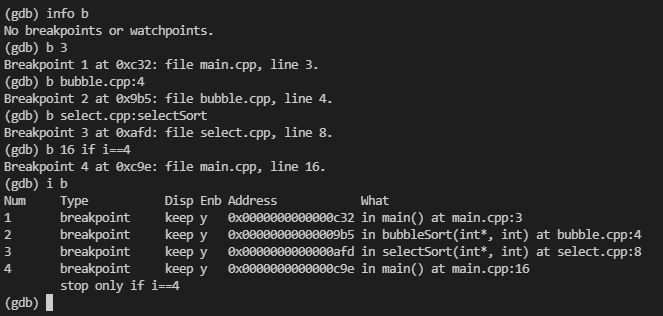 (gdb) info b
No breakpoints or watchpoints.
(gdb) b 3
Breakpoint 1 at 0xc32: file main.cpp, line 3.
(gdb) b bubble.cpp:4
Breakpoint 2 at 0x9b5: file bubble.cpp, line 4.
(gdb) b select.cpp:selectSort
Breakpoint 3 at 0xafd: file select.cpp, line 8.
(gdb) b 16 if i==4
Breakpoint 4 at 0xc9e: file main.cpp, line 16.
(gdb) i b
Num     Type           Disp Enb Address            What
1       breakpoint     keep y   0x0000000000000c32 in main() at main.cpp:3
2       breakpoint     keep y   0x00000000000009b5 in bubbleSort(int*, int) at bubble.cpp:4
3       breakpoint     keep y   0x0000000000000afd in selectSort(int*, int) at select.cpp:8
4       breakpoint     keep y   0x0000000000000c9e in main() at main.cpp:16
        stop only if i==4
(gdb)